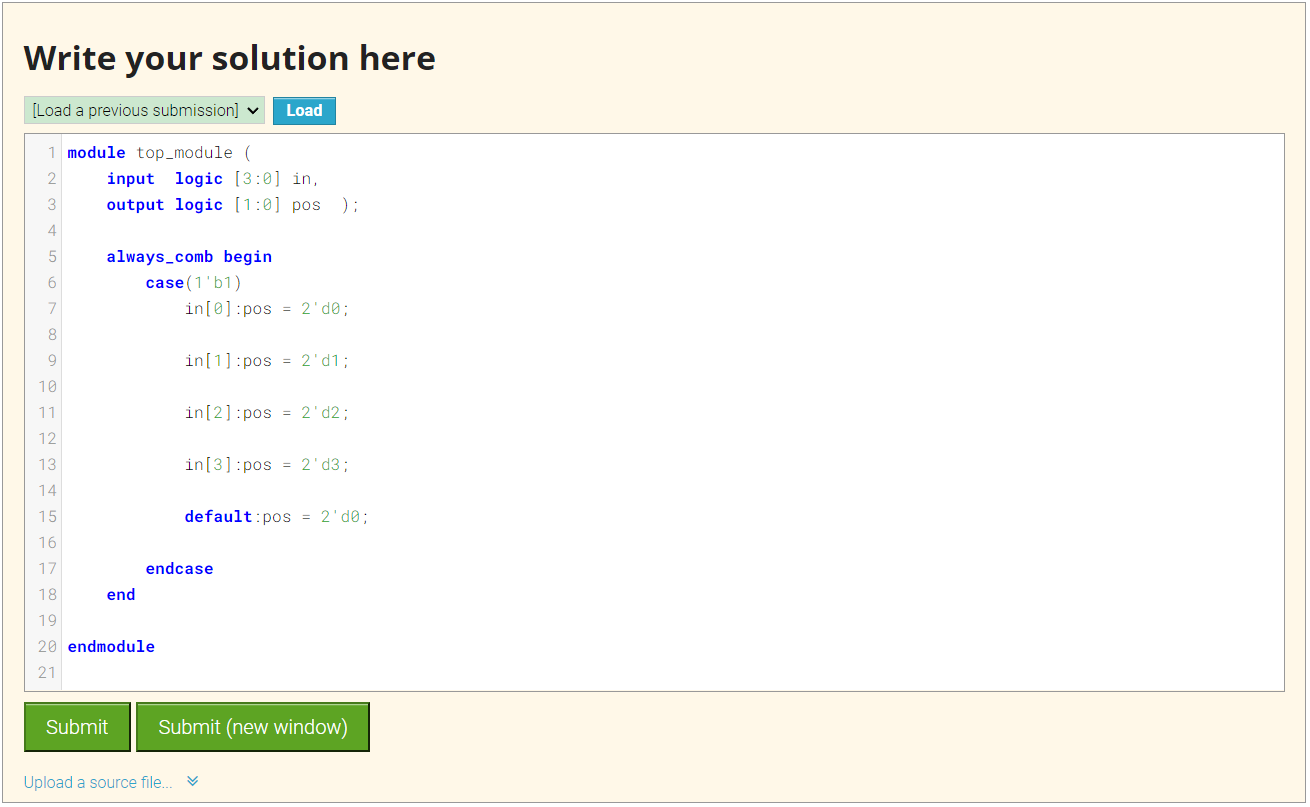 Write your solution here
[Load a previous submission] Load
1 module top_module (
2     input  logic [3:0] in,
3     output logic [1:0] pos  );
4
5     always_comb begin
6         case(1'b1)
7             in[0]:pos = 2'd0;
8
9             in[1]:pos = 2'd1;
10
11             in[2]:pos = 2'd2;
12
13             in[3]:pos = 2'd3;
14
15             default:pos = 2'd0;
16
17         endcase
18     end
19
20 endmodule
21
Submit Submit (new window)
Upload a source file...